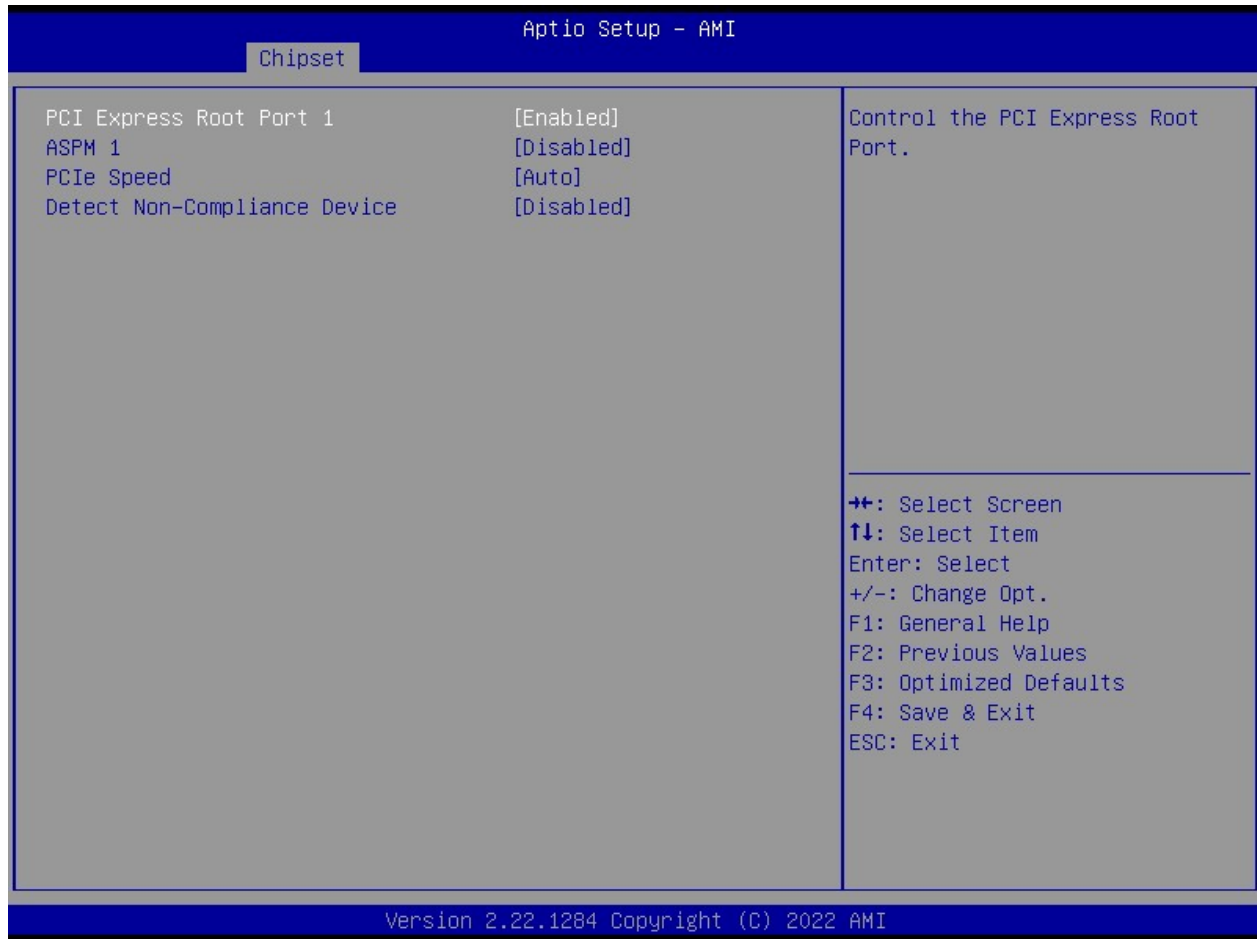 Aptio Setup - AMI
Chipset
PCI Express Root Port 1 [Enabled]
ASPM 1 [Disabled]
PCIe Speed [Auto]
Detect Non-Compliance Device [Disabled]
Control the PCI Express Root
Port.
→←: Select Screen
↑↓: Select Item
Enter: Select
+/-: Change Opt.
F1: General Help
F2: Previous Values
F3: Optimized Defaults
F4: Save & Exit
ESC: Exit
Version 2.22.1284 Copyright (C) 2022 AMI